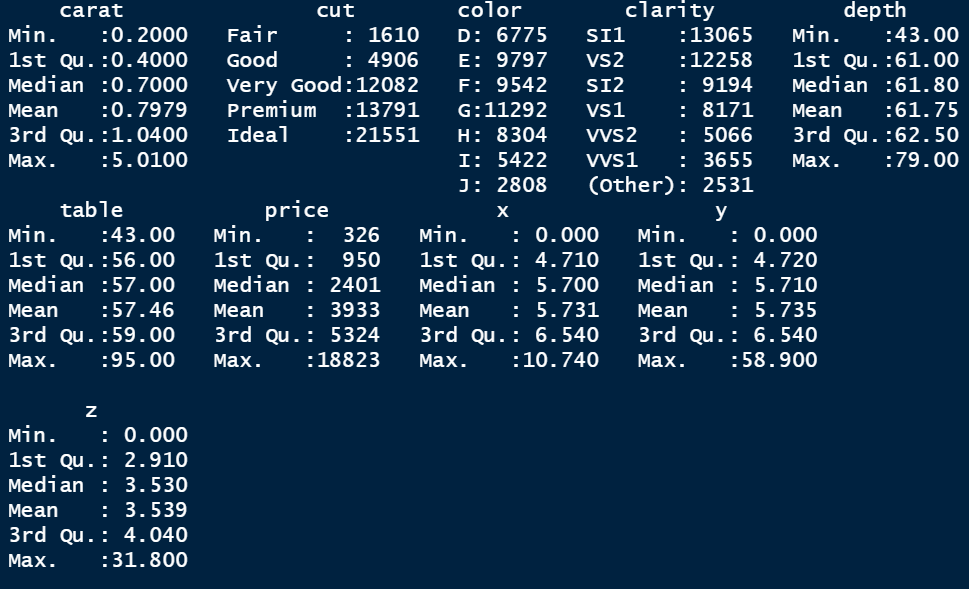 carat               cut        color        clarity          depth
Min.   :0.2000   Fair     : 1610   D: 6775   SI1    :13065   Min.   :43.00
1st Qu.:0.4000   Good     : 4906   E: 9797   VS2    :12258   1st Qu.:61.00
Median :0.7000   Very Good:12082   F: 9542   SI2    : 9194   Median :61.80
Mean   :0.7979   Premium  :13791   G:11292   VS1    : 8171   Mean   :61.75
3rd Qu.:1.0400   Ideal    :21551   H: 8304   VVS2   : 5066   3rd Qu.:62.50
Max.   :5.0100                     I: 5422   VVS1   : 3655   Max.   :79.00
                                   J: 2808   (Other): 2531
    table           price             x                y
Min.   :43.00   Min.   :  326   Min.   : 0.000   Min.   : 0.000
1st Qu.:56.00   1st Qu.:  950   1st Qu.: 4.710   1st Qu.: 4.720
Median :57.00   Median : 2401   Median : 5.700   Median : 5.710
Mean   :57.46   Mean   : 3933   Mean   : 5.731   Mean   : 5.735
3rd Qu.:59.00   3rd Qu.: 5324   3rd Qu.: 6.540   3rd Qu.: 6.540
Max.   :95.00   Max.   :18823   Max.   :10.740   Max.   :58.900
      z
Min.   : 0.000
1st Qu.: 2.910
Median : 3.530
Mean   : 3.539
3rd Qu.: 4.040
Max.   :31.800